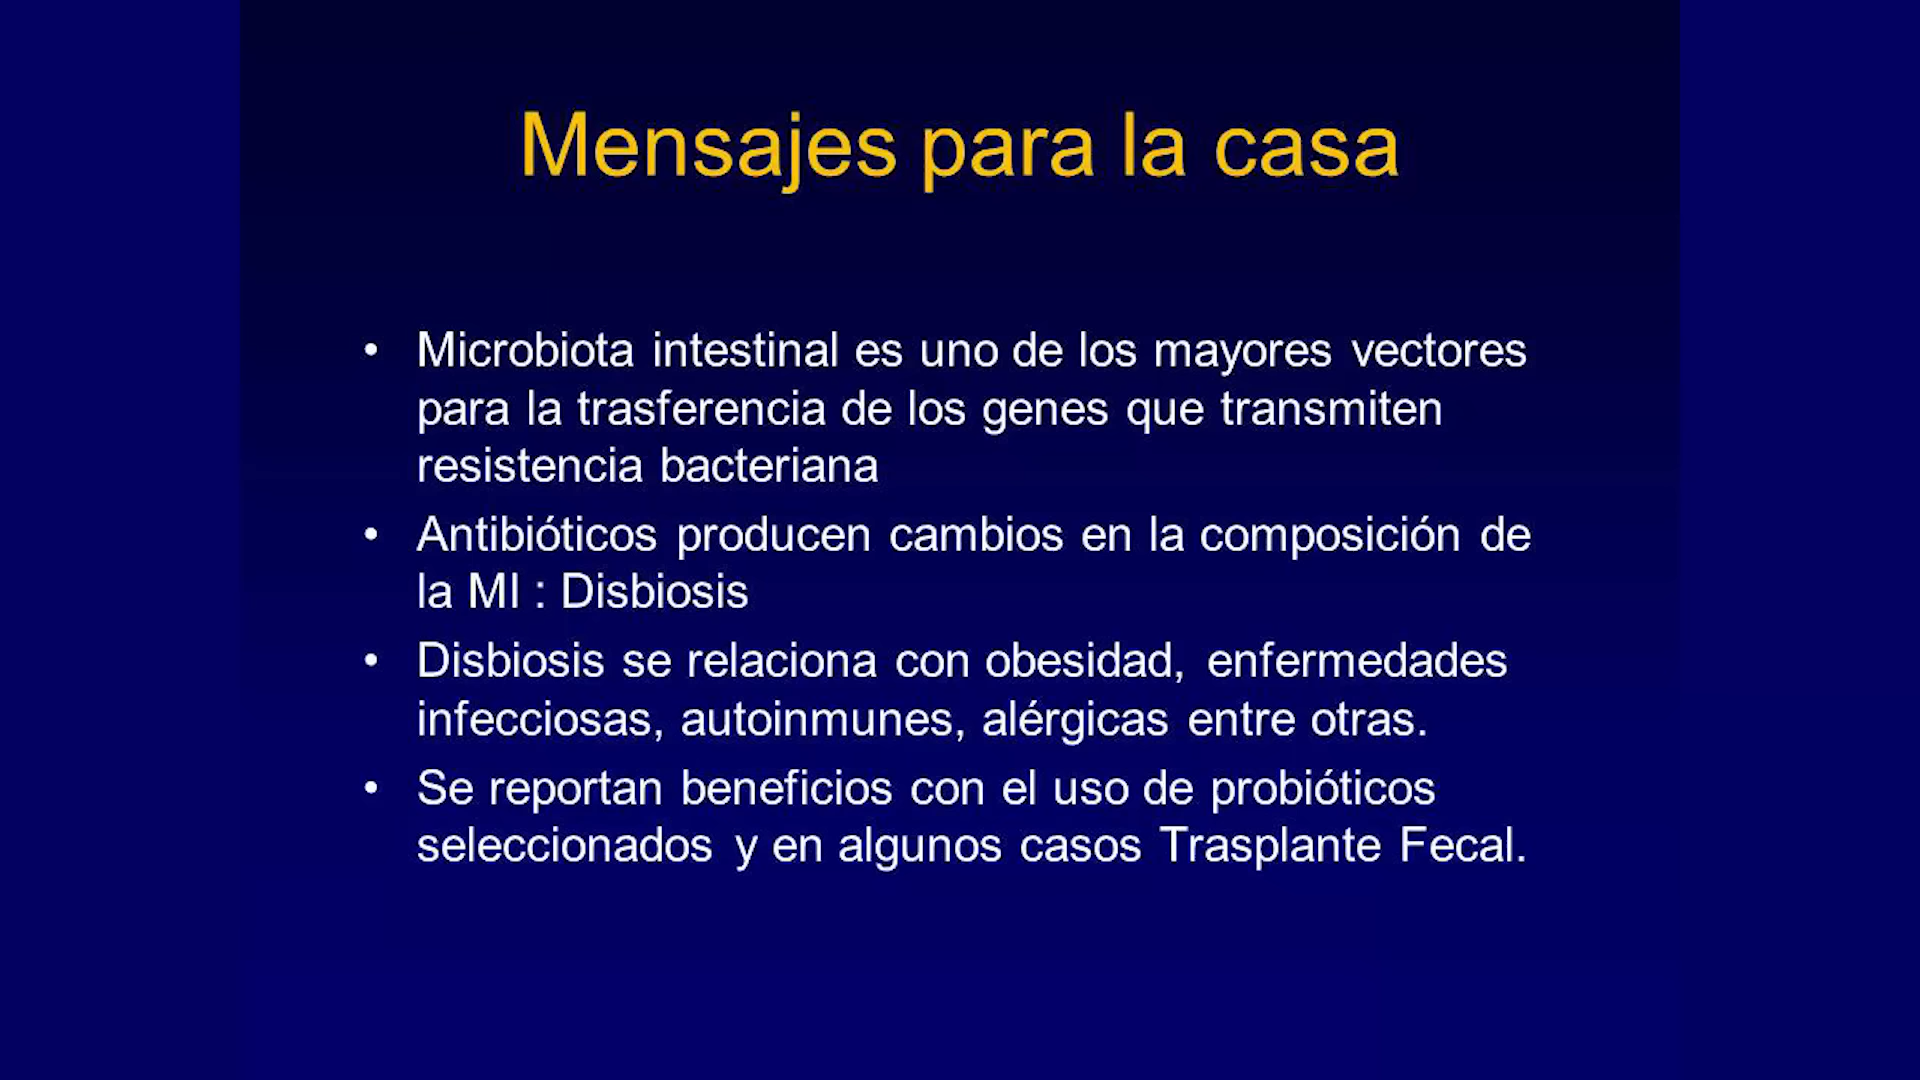 Mensajes para la casa
• Microbiota intestinal es uno de los mayores vectores
para la trasferencia de los genes que transmiten
resistencia bacteriana
• Antibióticos producen cambios en la composición de
la MI : Disbiosis
• Disbiosis se relaciona con obesidad, enfermedades
infecciosas, autoinmunes, alérgicas entre otras.
• Se reportan beneficios con el uso de probióticos
seleccionados y en algunos casos Trasplante Fecal.